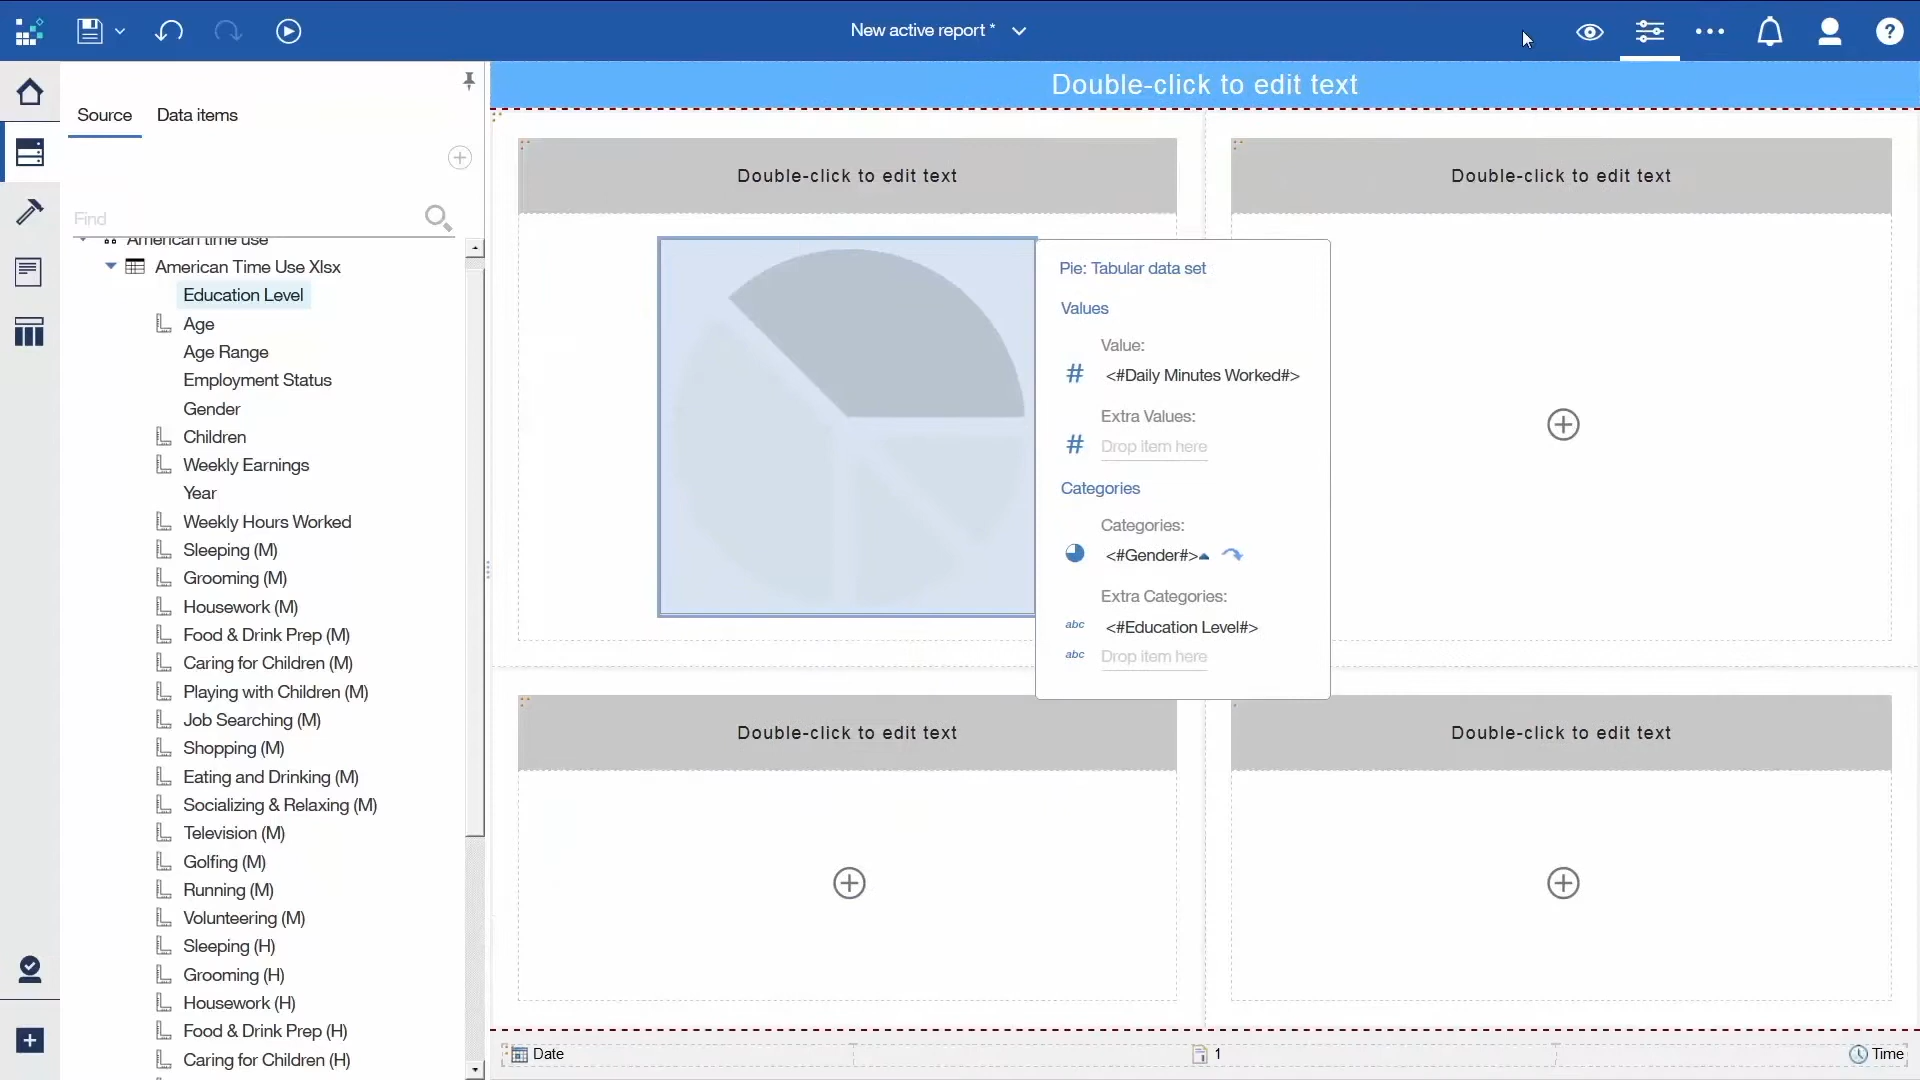 New active report *
?
Source
Data items
Find
American time use
American Time Use Xlsx
Education Level
Age
Age Range
Employment Status
Gender
Children
Weekly Earnings
Year
Weekly Hours Worked
Sleeping (M)
Grooming (M)
Housework (M)
Food & Drink Prep (M)
Caring for Children (M)
Playing with Children (M)
Job Searching (M)
Shopping (M)
Eating and Drinking (M)
Socializing & Relaxing (M)
Television (M)
Golfing (M)
Running (M)
Volunteering (M)
Sleeping (H)
Grooming (H)
Housework (H)
Food & Drink Prep (H)
Caring for Children (H)
Double-click to edit text
Double-click to edit text
Double-click to edit text
Pie: Tabular data set
Values
Value:
# <#Daily Minutes Worked#>
Extra Values:
# Drop item here
Categories
Categories:
<#Gender#>
Extra Categories:
abc <#Education Level#>
abc Drop item here
Double-click to edit text
Double-click to edit text
Date
1
Time